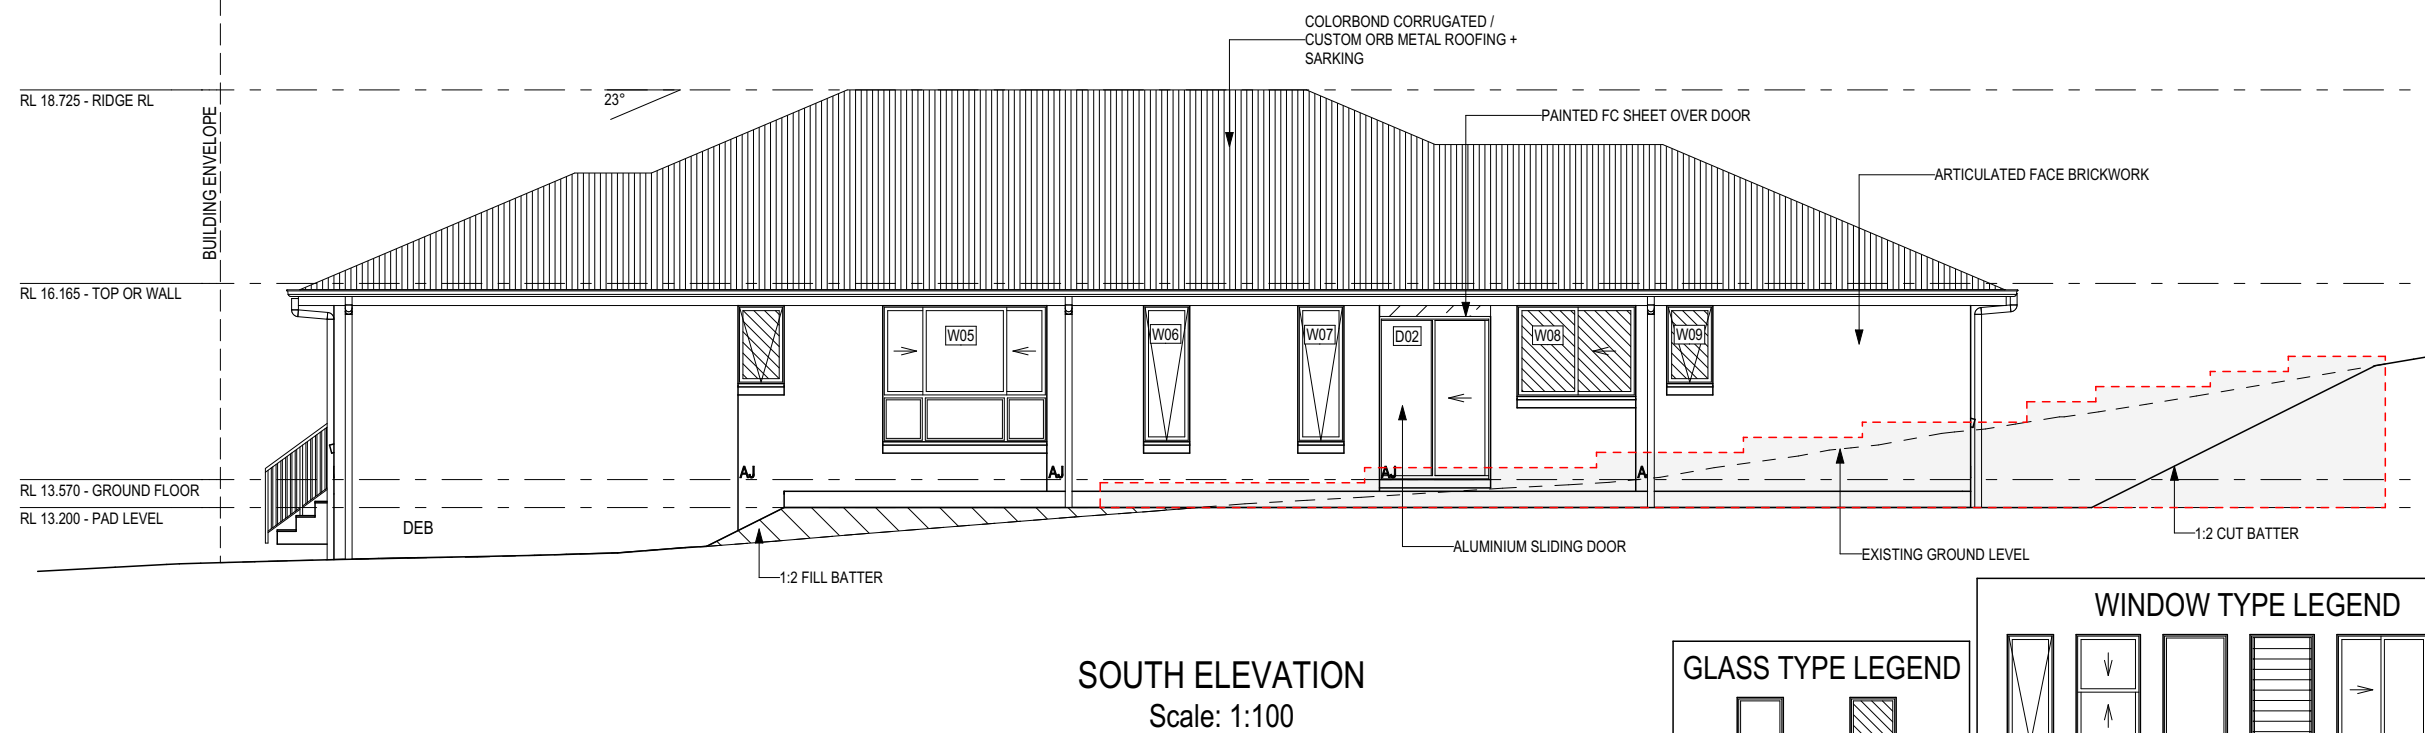 COLORBOND CORRUGATED /
CUSTOM ORB METAL ROOFING +
SARKING
RL 18.725 - RIDGE RL
23°
BUILDING ENVELOPE
PAINTED FC SHEET OVER DOOR
ARTICULATED FACE BRICKWORK
RL 16.165 - TOP OR WALL
W05
W06
W07
D02
W08
W09
AJ
AJ
AJ
A
RL 13.570 - GROUND FLOOR
RL 13.200 - PAD LEVEL
DEB
1:2 FILL BATTER
ALUMINIUM SLIDING DOOR
EXISTING GROUND LEVEL
1:2 CUT BATTER
SOUTH ELEVATION
Scale: 1:100
GLASS TYPE LEGEND
WINDOW TYPE LEGEND